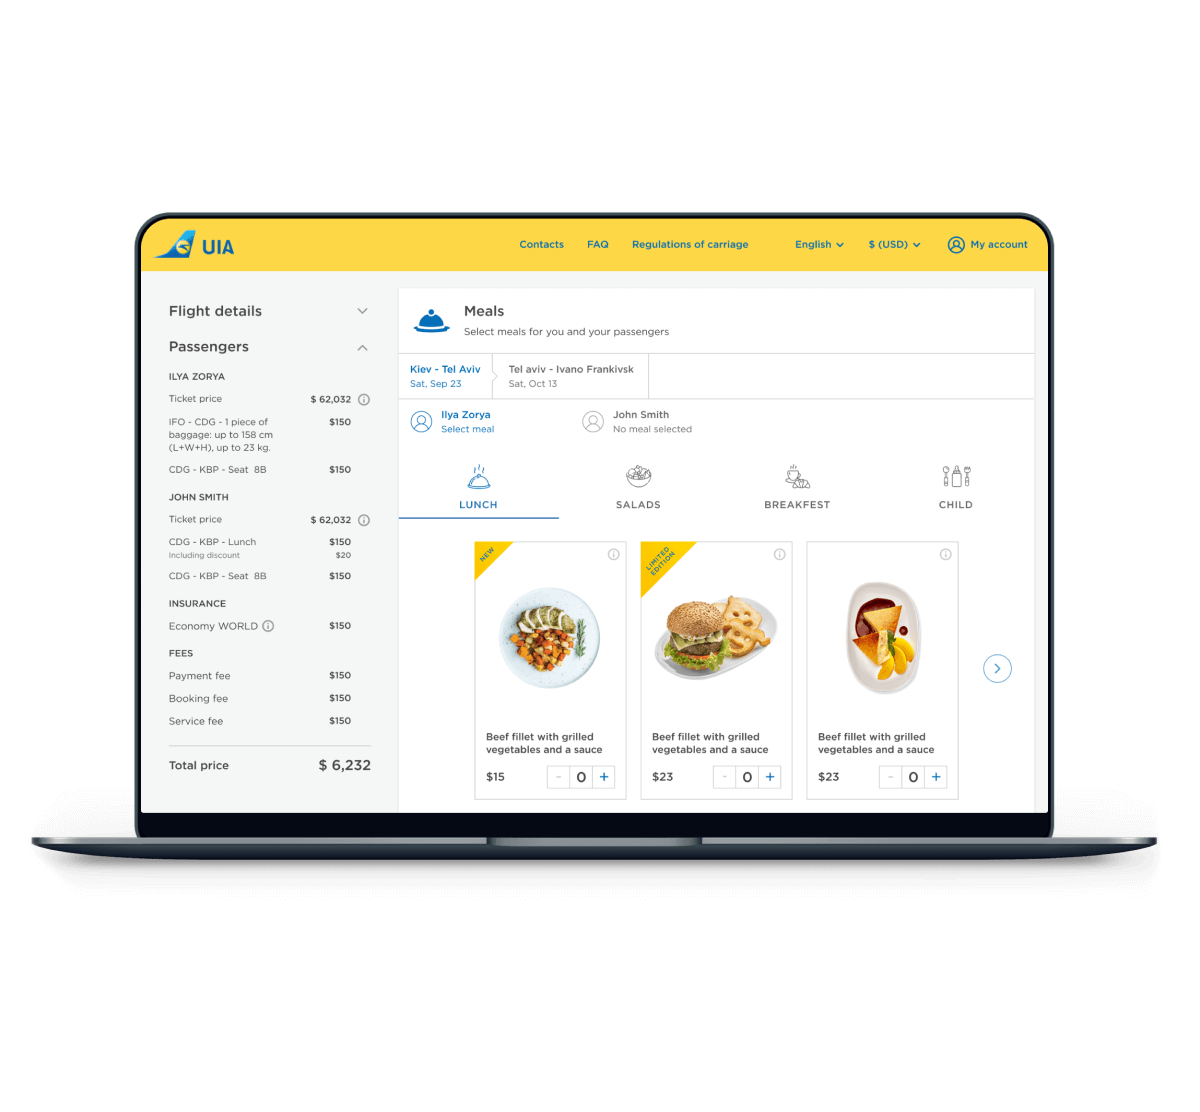 UIA
Contacts
FAQ
Regulations of carriage
English
$ (USD)
My account
Flight details
Passengers
ILYA ZORYA
Ticket price $ 62,032
IFO - CDG - 1 piece of $150
baggage: up to 158 cm
(L+W+H), up to 23 kg.
CDG - KBP - Seat 8B $150
JOHN SMITH
Ticket price $ 62,032
CDG - KBP - Lunch $150
Including discount $20
CDG - KBP - Seat 8B $150
INSURANCE
Economy WORLD $150
FEES
Payment fee $150
Booking fee $150
Service fee $150
Total price $ 6,232
Meals
Select meals for you and your passengers
Kiev - Tel Aviv
Sat, Sep 23
Tel aviv - Ivano Frankivsk
Sat, Oct 13
Ilya Zorya
Select meal
John Smith
No meal selected
LUNCH
SALADS
BREAKFEST
CHILD
NEW
Beef fillet with grilled
vegetables and a sauce
$15 - 0 +
LIMITED
EDITION
Beef fillet with grilled
vegetables and a sauce
$23 - 0 +
Beef fillet with grilled
vegetables and a sauce
$23 - 0 +